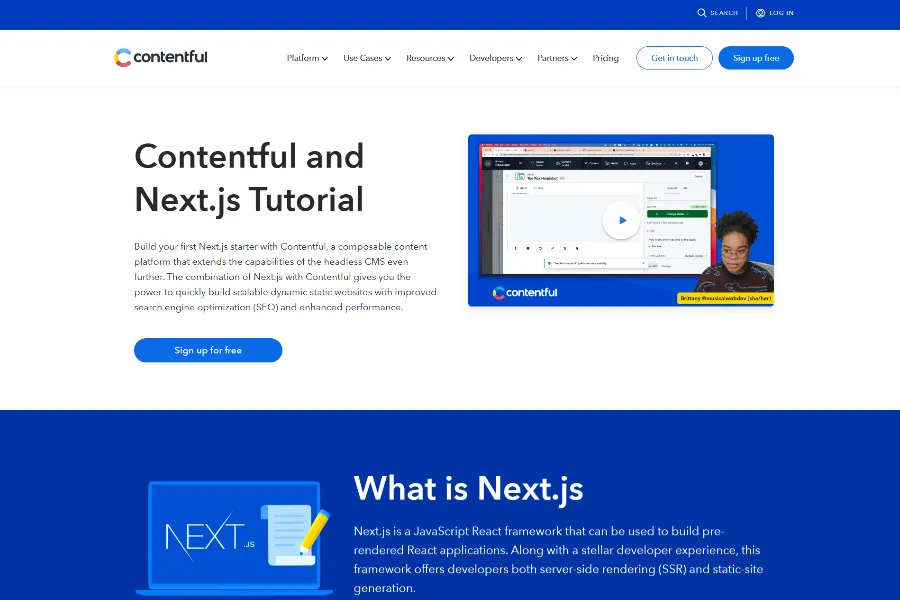 SEARCH
LOG IN
contentful
Platform
Use Cases
Resources
Developers
Partners
Pricing
Get in touch
Sign up free
Contentful and
Next.js Tutorial
Build your first Next.js starter with Contentful, a composable content
platform that extends the capabilities of the headless CMS even
further. The combination of Next.js with Contentful gives you the
power to quickly build scalable dynamic static websites with improved
search engine optimization (SEO) and enhanced performance.
Sign up for free
contentful
Brittany @musicalwebdev (she/her)
What is Next.js
NEXT.JS
Next.js is a JavaScript React framework that can be used to build pre-
rendered React applications. Along with a stellar developer experience, this
framework offers developers both server-side rendering (SSR) and static-site
generation.